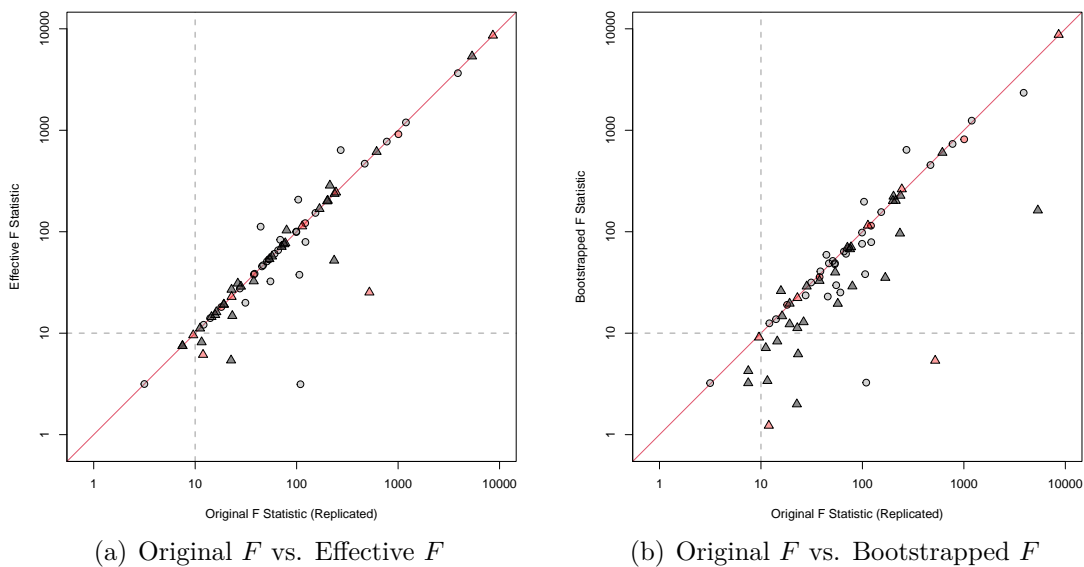 10000
1000
100
10
1
Effective F Statistic
1 10 100 1000 10000
Original F Statistic (Replicated)
(a) Original F vs. Effective F
10000
1000
100
10
1
Bootstrapped F Statistic
1 10 100 1000 10000
Original F Statistic (Replicated)
(b) Original F vs. Bootstrapped F